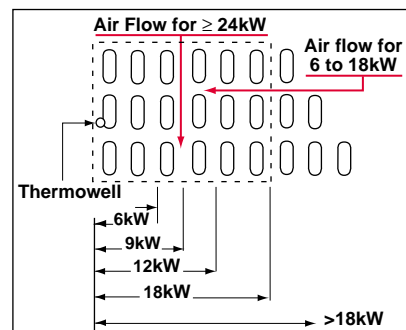 Air Flow for ≥ 24kW
Air flow for
6 to 18kW
Thermowell
6kW
9kW
12kW
18kW
>18kW